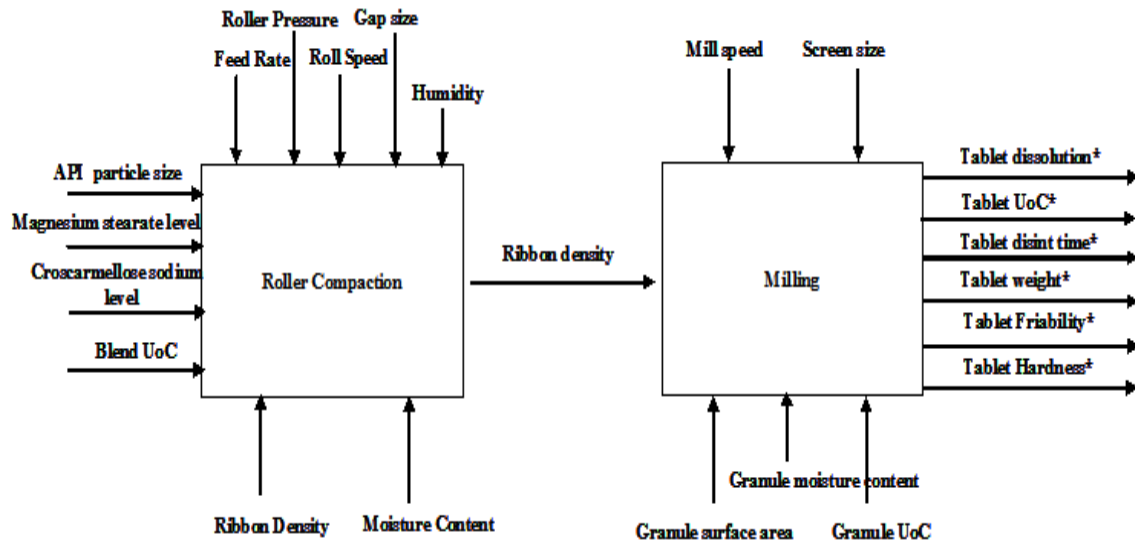 Roller Pressure
Gap size
Feed Rate
Roll Speed
Humidity
Mill speed
Screen size
API particle size
Magnesium stearate level
Croscarmellose sodium
level
Blend UoC
Roller Compaction
Ribbon density
Milling
Tablet dissolution*
Tablet UoC*
Tablet disint time*
Tablet weight*
Tablet Friability*
Tablet Hardness*
Ribbon Density
Moisture Content
Granule moisture content
Granule surface area
Granule UoC